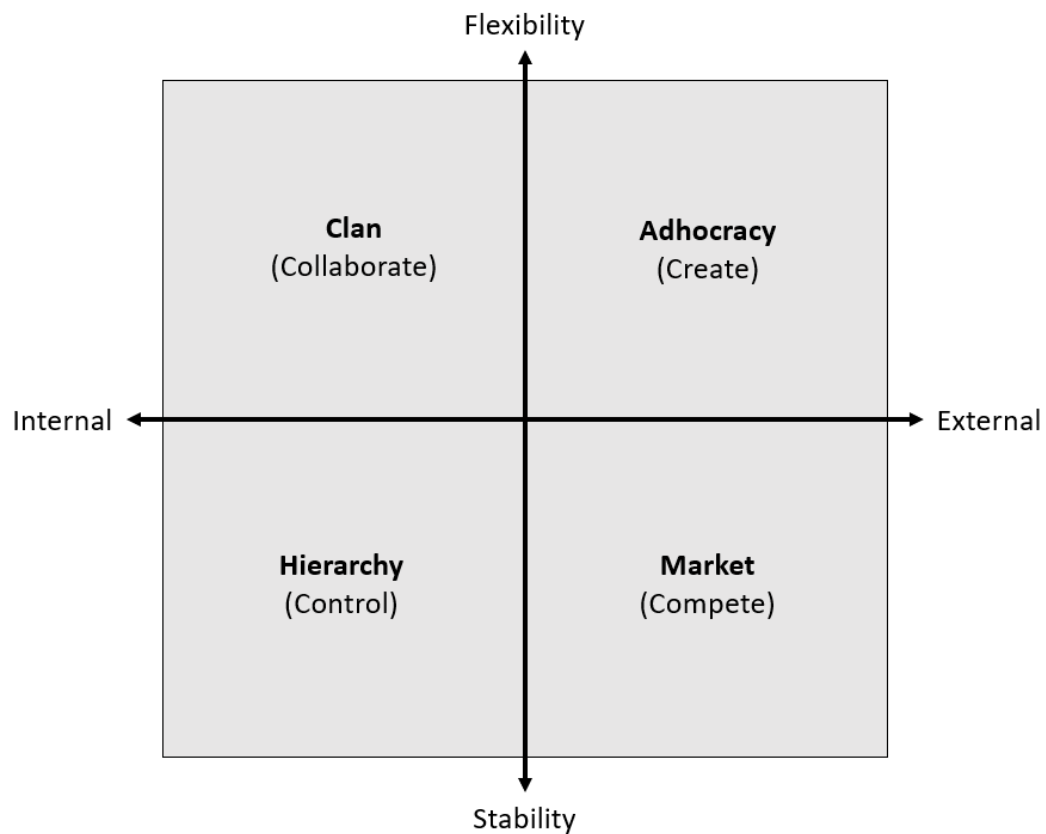 Flexibility
Clan
(Collaborate)
Adhocracy
(Create)
Internal
External
Hierarchy
(Control)
Market
(Compete)
Stability